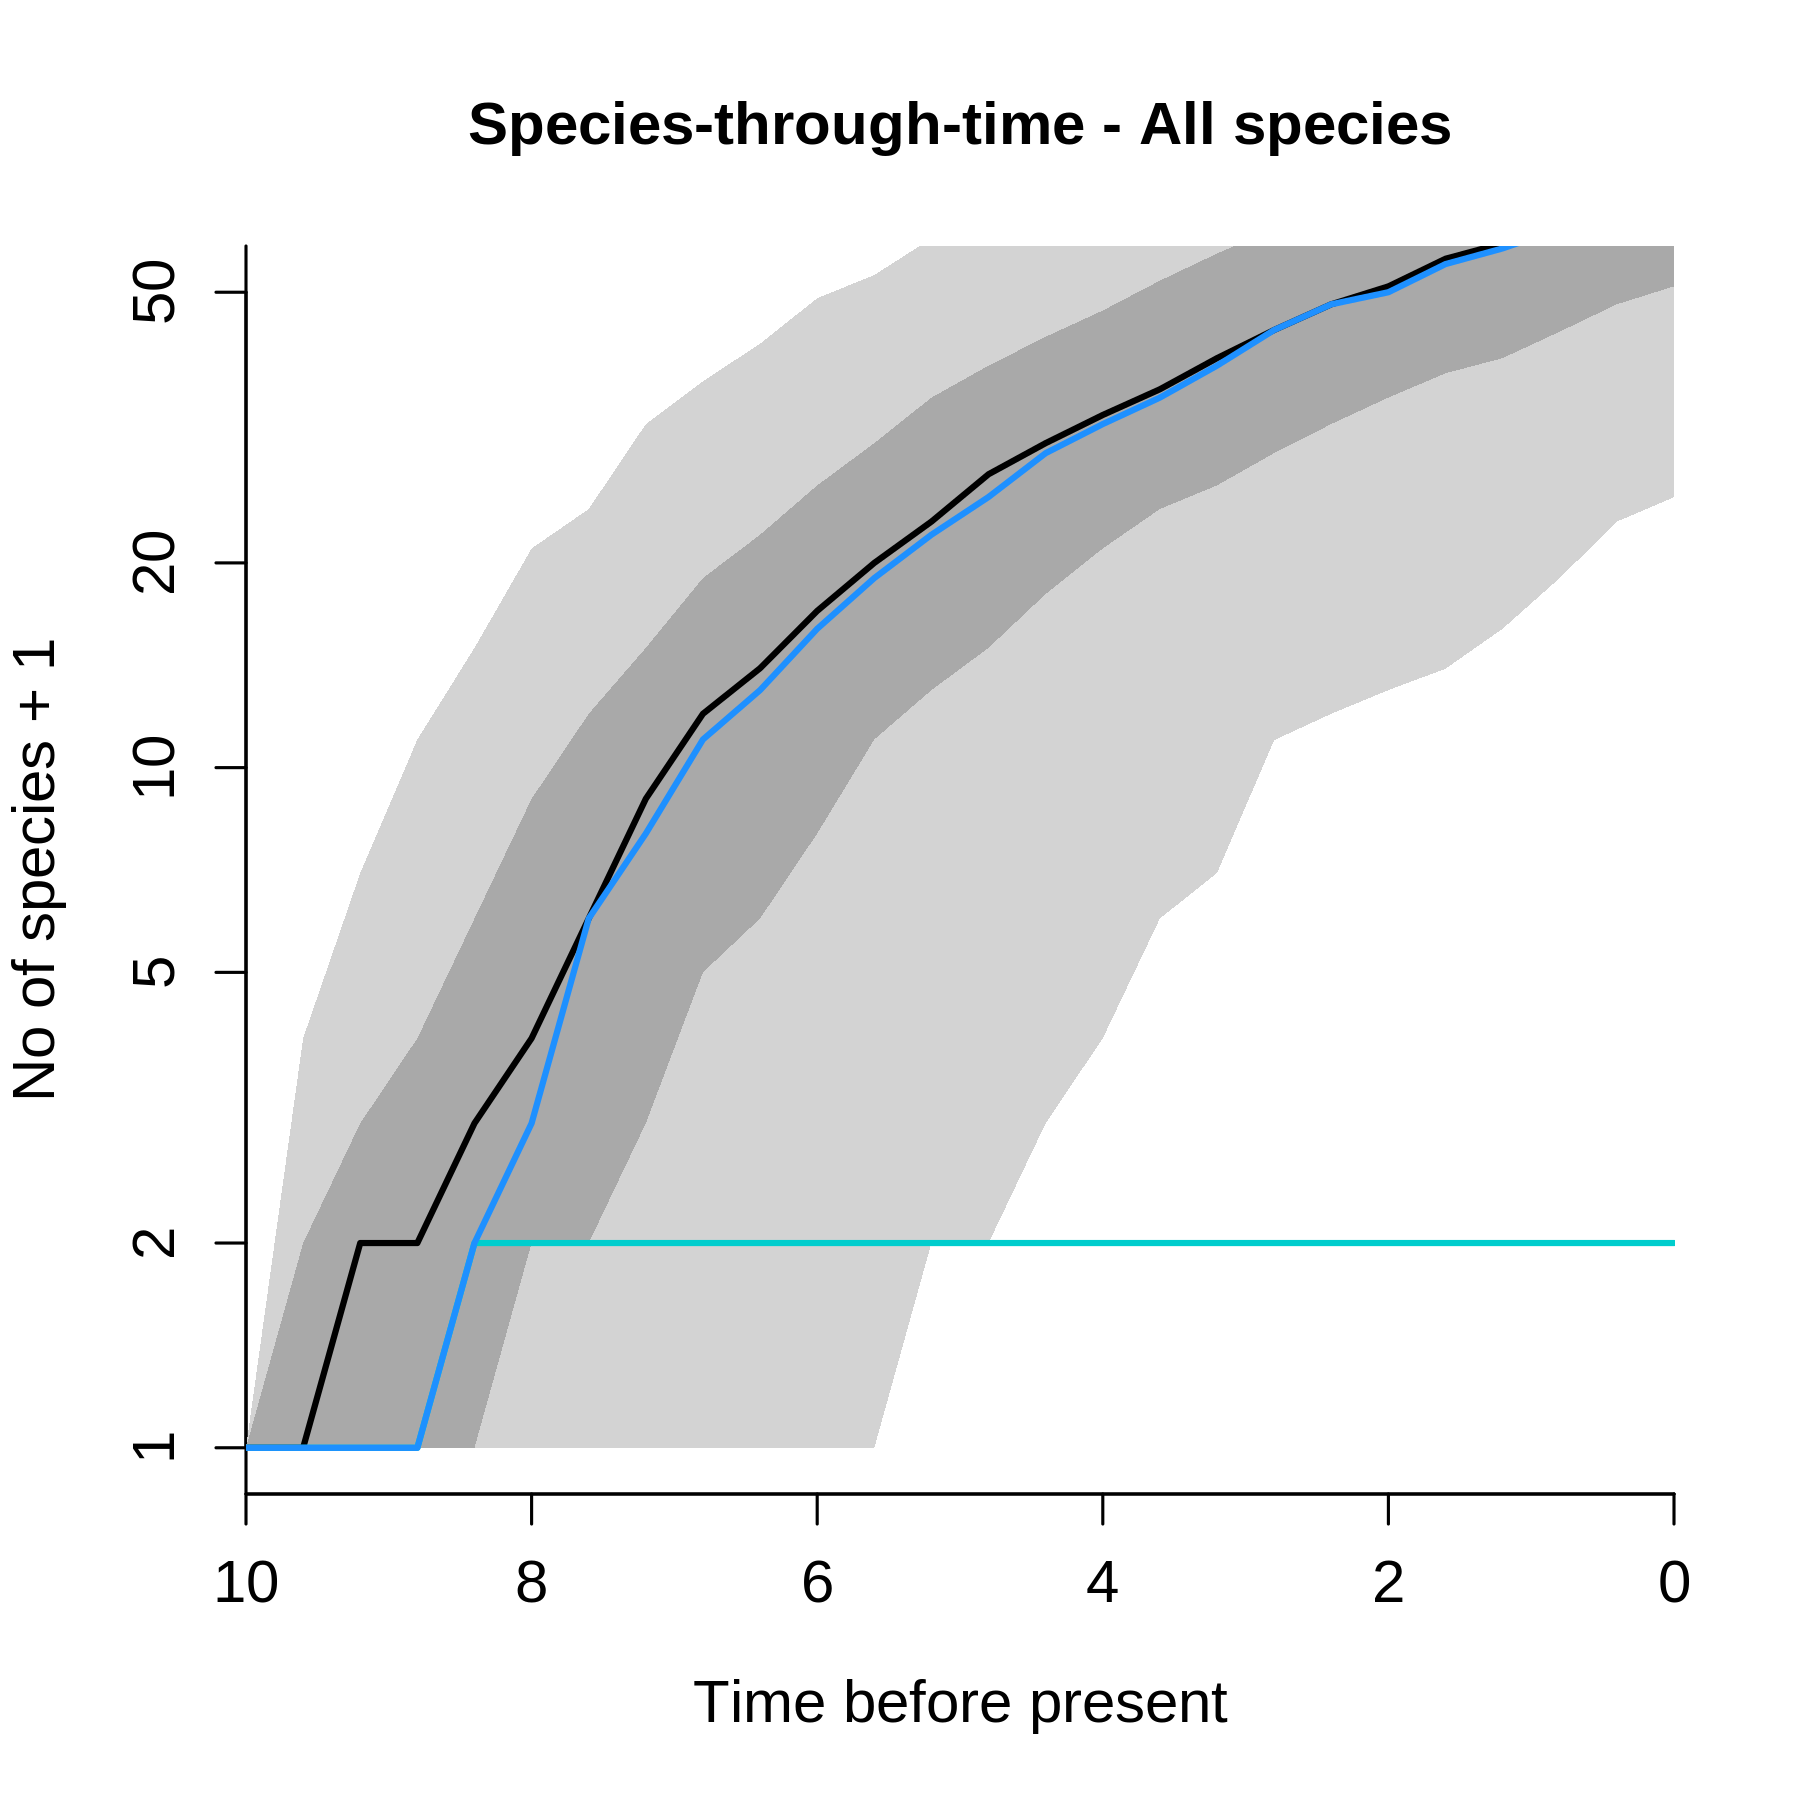 Species-through-time - All species
No of species + 1
50
20
10
5
2
1
10 8 6 4 2 0
Time before present